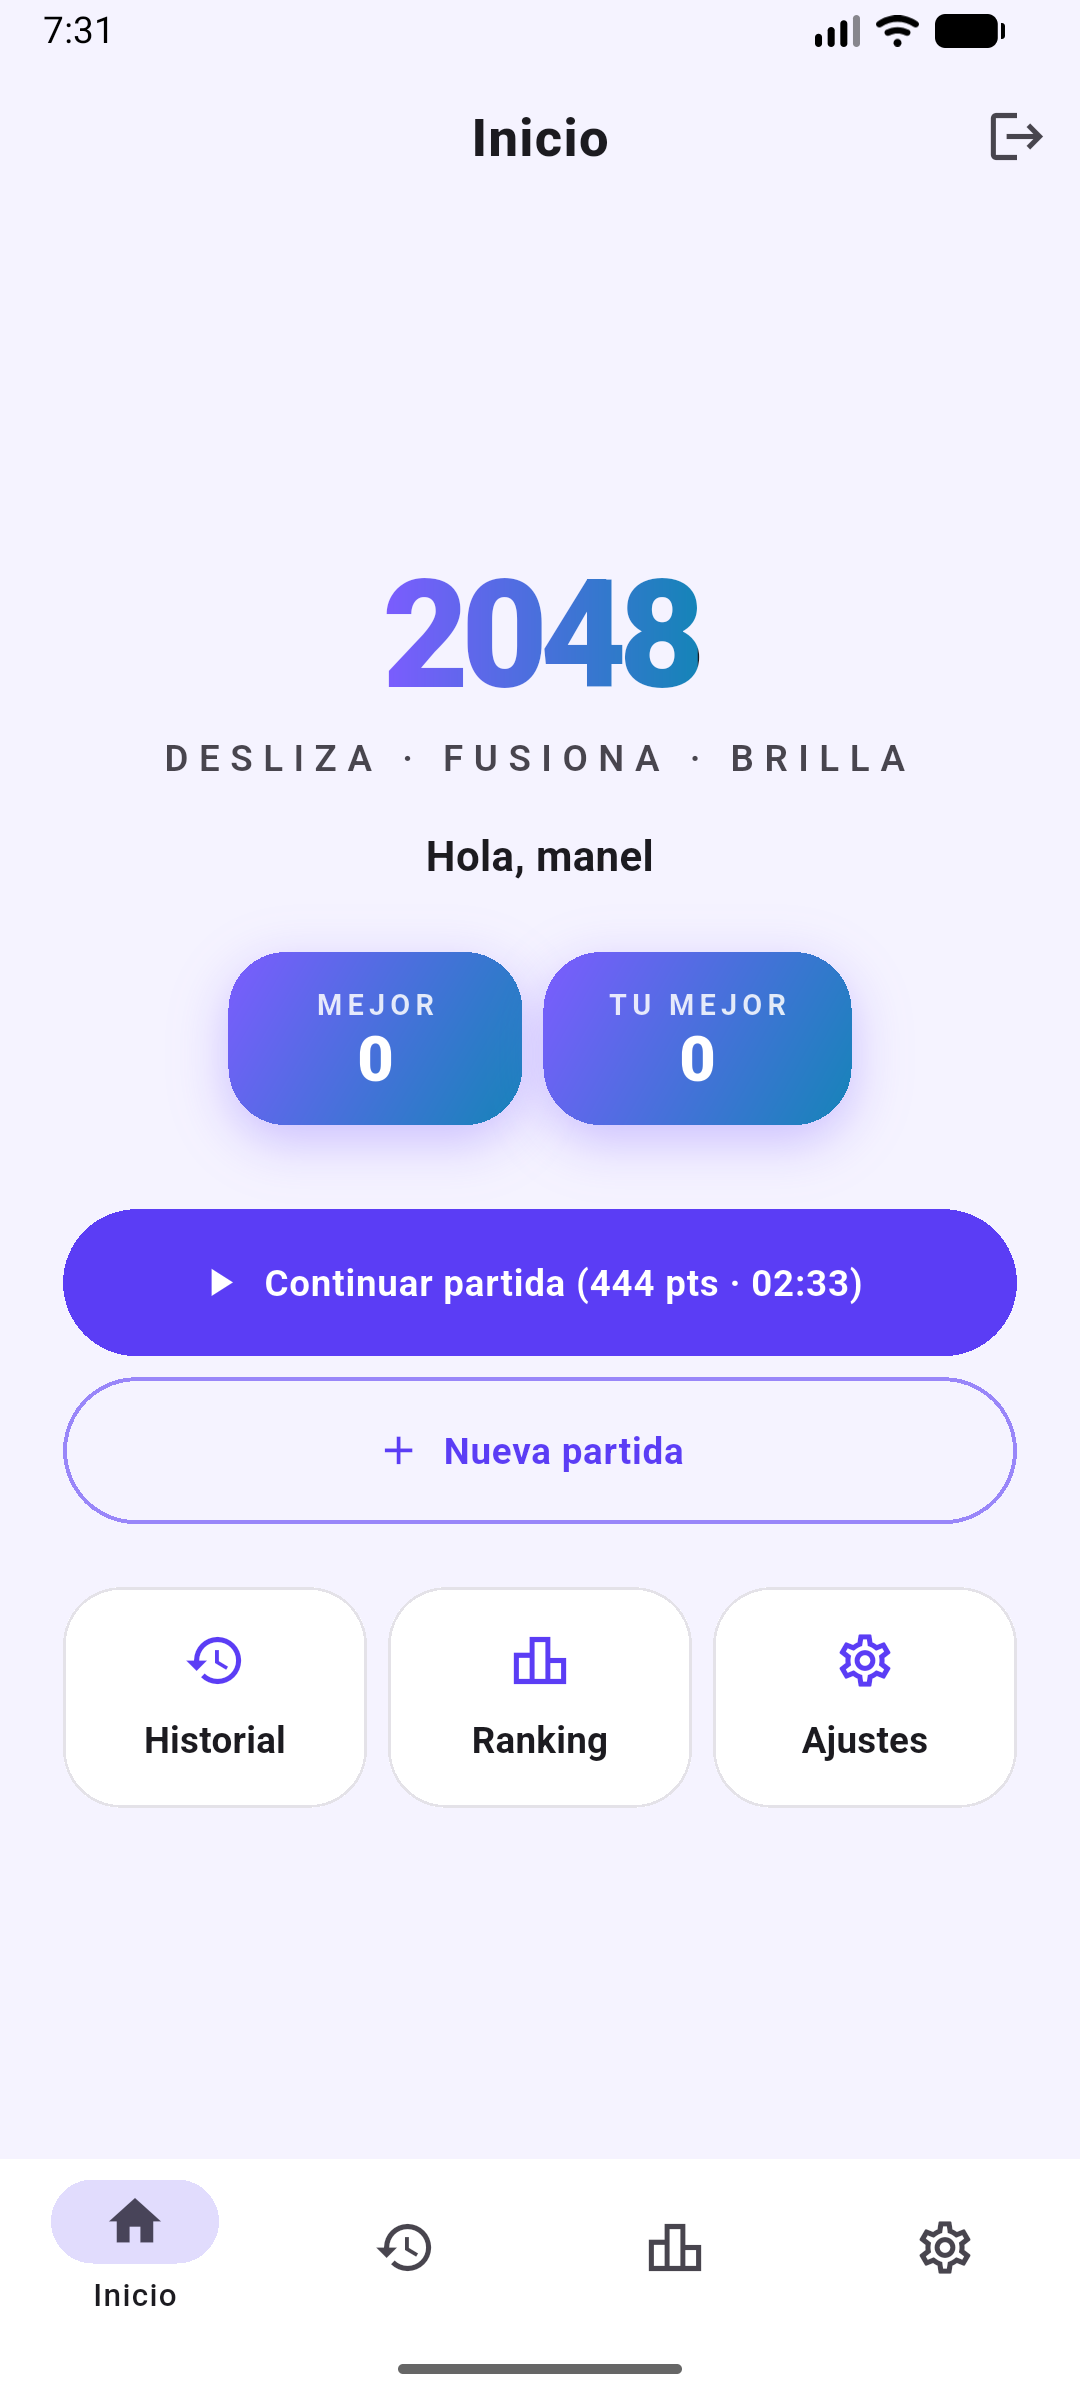 7:31
Inicio
2048
DESLIZA · FUSIONA · BRILLA
Hola, manel
MEJOR
0
TU MEJOR
0
Continuar partida (444 pts · 02:33)
Nueva partida
Historial
Ranking
Ajustes
Inicio